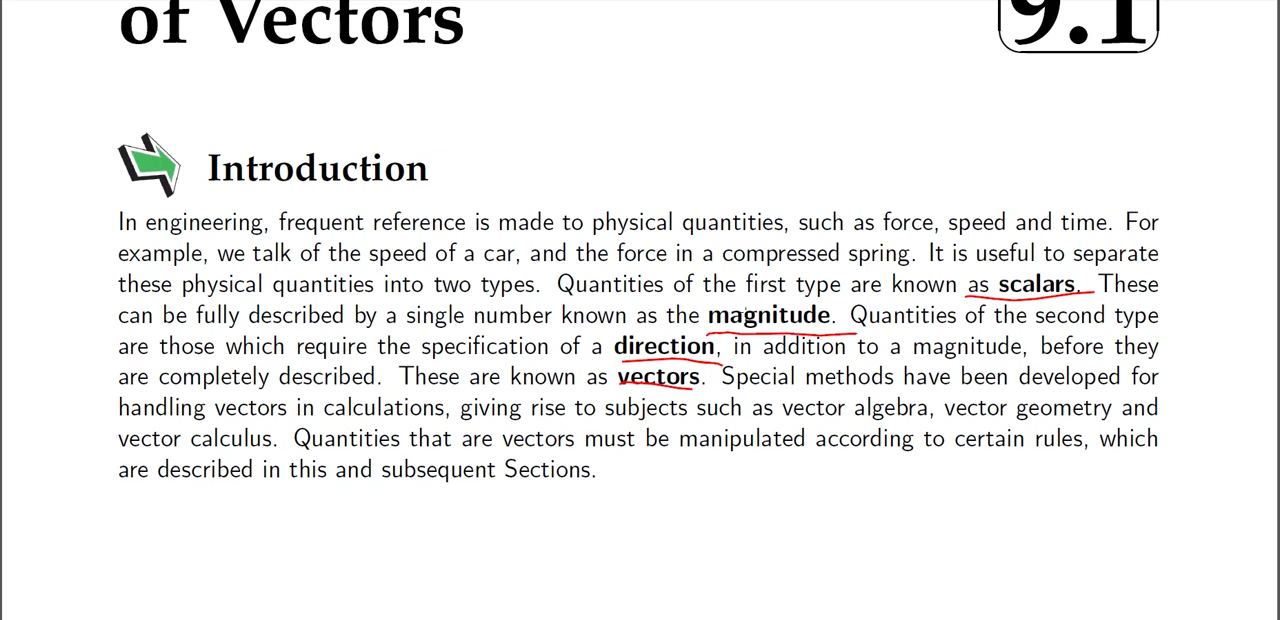 of Vectors
9.1
Introduction
In engineering, frequent reference is made to physical quantities, such as force, speed and time. For
example, we talk of the speed of a car, and the force in a compressed spring. It is useful to separate
these physical quantities into two types. Quantities of the first type are known as scalars. These
can be fully described by a single number known as the magnitude. Quantities of the second type
are those which require the specification of a direction, in addition to a magnitude, before they
are completely described. These are known as vectors. Special methods have been developed for
handling vectors in calculations, giving rise to subjects such as vector algebra, vector geometry and
vector calculus. Quantities that are vectors must be manipulated according to certain rules, which
are described in this and subsequent Sections.